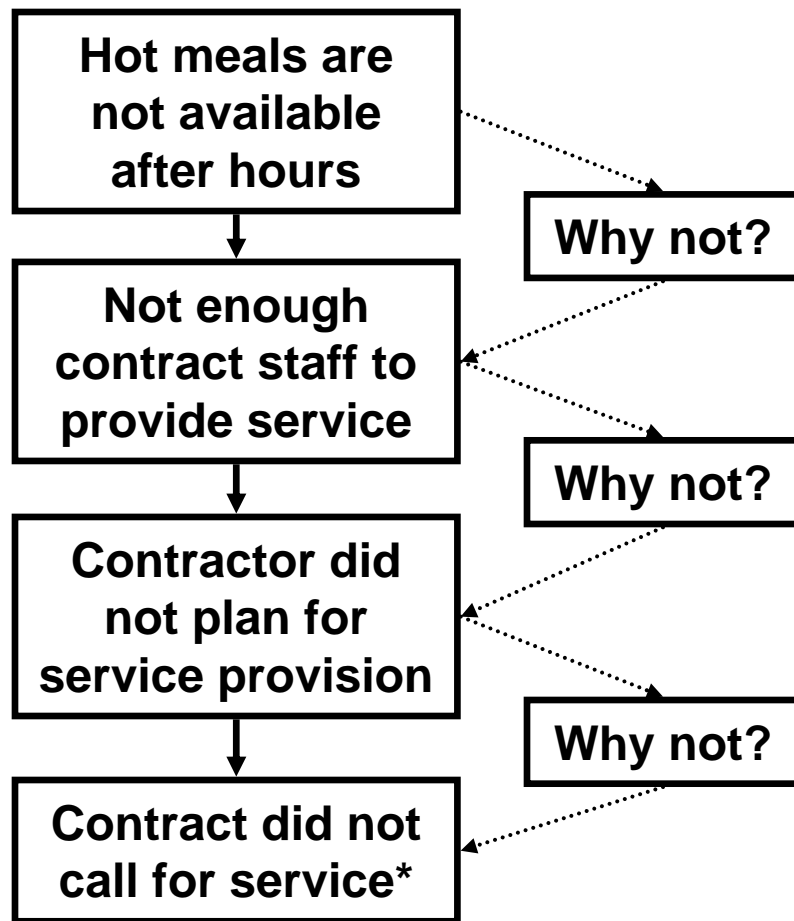 Hot meals are
not available
after hours
Why not?
Not enough
contract staff to
provide service
Why not?
Contractor did
not plan for
service provision
Why not?
Contract did not
call for service*